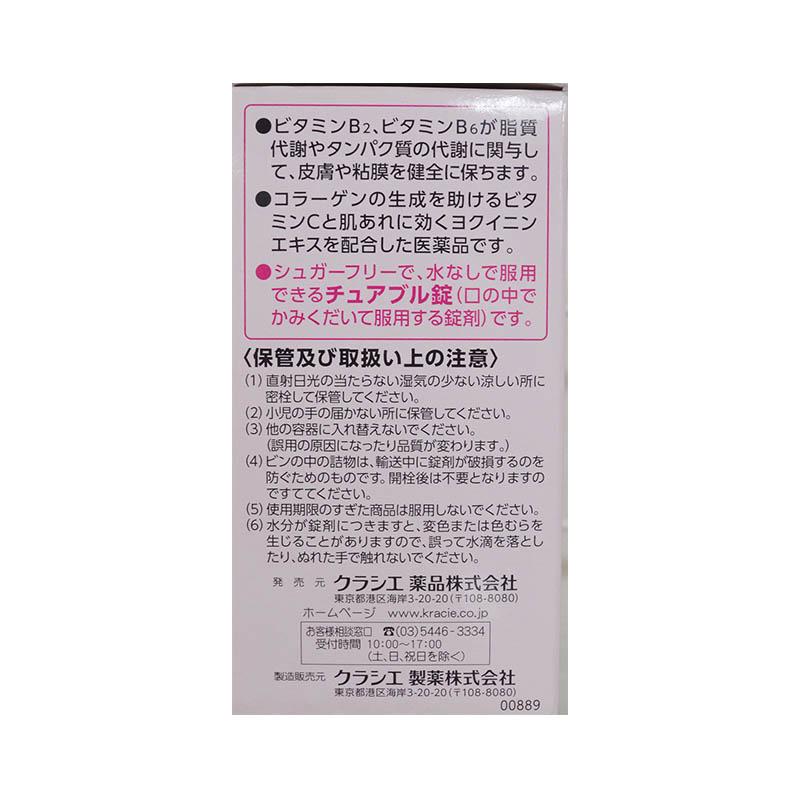 ●ビタミンB2、ビタミンB6が脂質
代謝やタンパク質の代謝に関与し
て、皮膚や粘膜を健全に保ちます。
●コラーゲンの生成を助けるビタ
ミンCと肌あれに効くヨクイニン
エキスを配合した医薬品です。
●シュガーフリーで、水なしで服用
できるチュアブル錠(口の中で
かみくだいて服用する錠剤)です。
〈保管及び取扱い上の注意〉
(1)直射日光の当たらない湿気の少ない涼しい所に
密栓して保管してください。
(2)小児の手の届かない所に保管してください。
(3)他の容器に入れ替えないでください。
(誤用の原因になったり品質が変わります。)
(4)ビンの中の詰物は、輸送中に錠剤が破損するのを
防ぐためのものです。開栓後は不要となりますの
ですててください。
(5)使用期限のすぎた商品は服用しないでください。
(6)水分が錠剤につきますと、変色または色むらを
生じることがありますので、誤って水滴を落とし
たり、ぬれた手で触れないでください。
発売元 クラシエ薬品株式会社
東京都港区海岸3-20-20(〒108-8080)
ホームページ www.kracie.co.jp
お客様相談窓口 ☎(03)5446-3334
受付時間 10:00〜17:00
(土、日、祝日を除く)
製造販売元 クラシエ製薬株式会社
東京都港区海岸3-20-20(〒108-8080)
00889